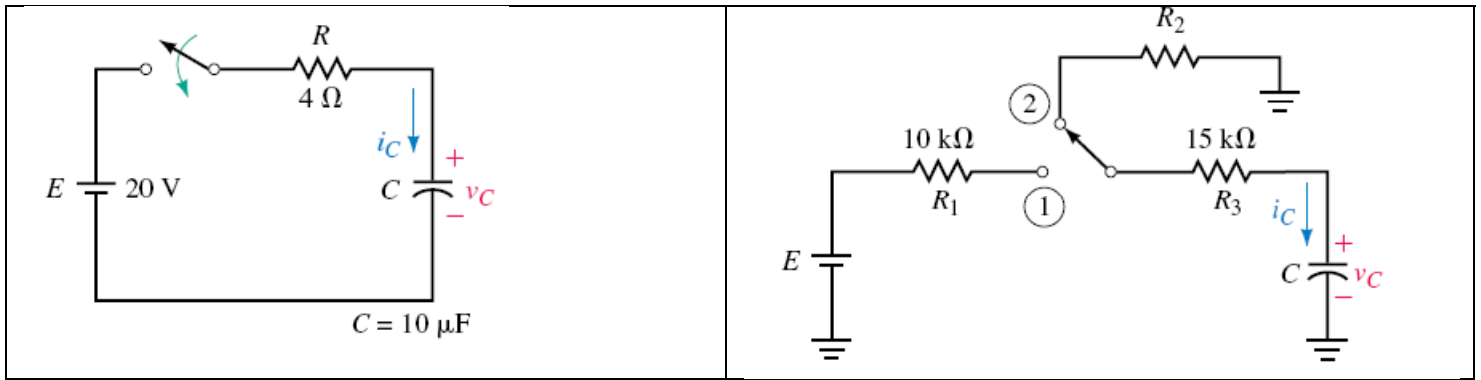 R
4 Ω
iC
+
E
20 V
C
vC
−
C = 10 μF
R2
2
10 kΩ
15 kΩ
R1
1
R3
iC
+
E
C
vC
−